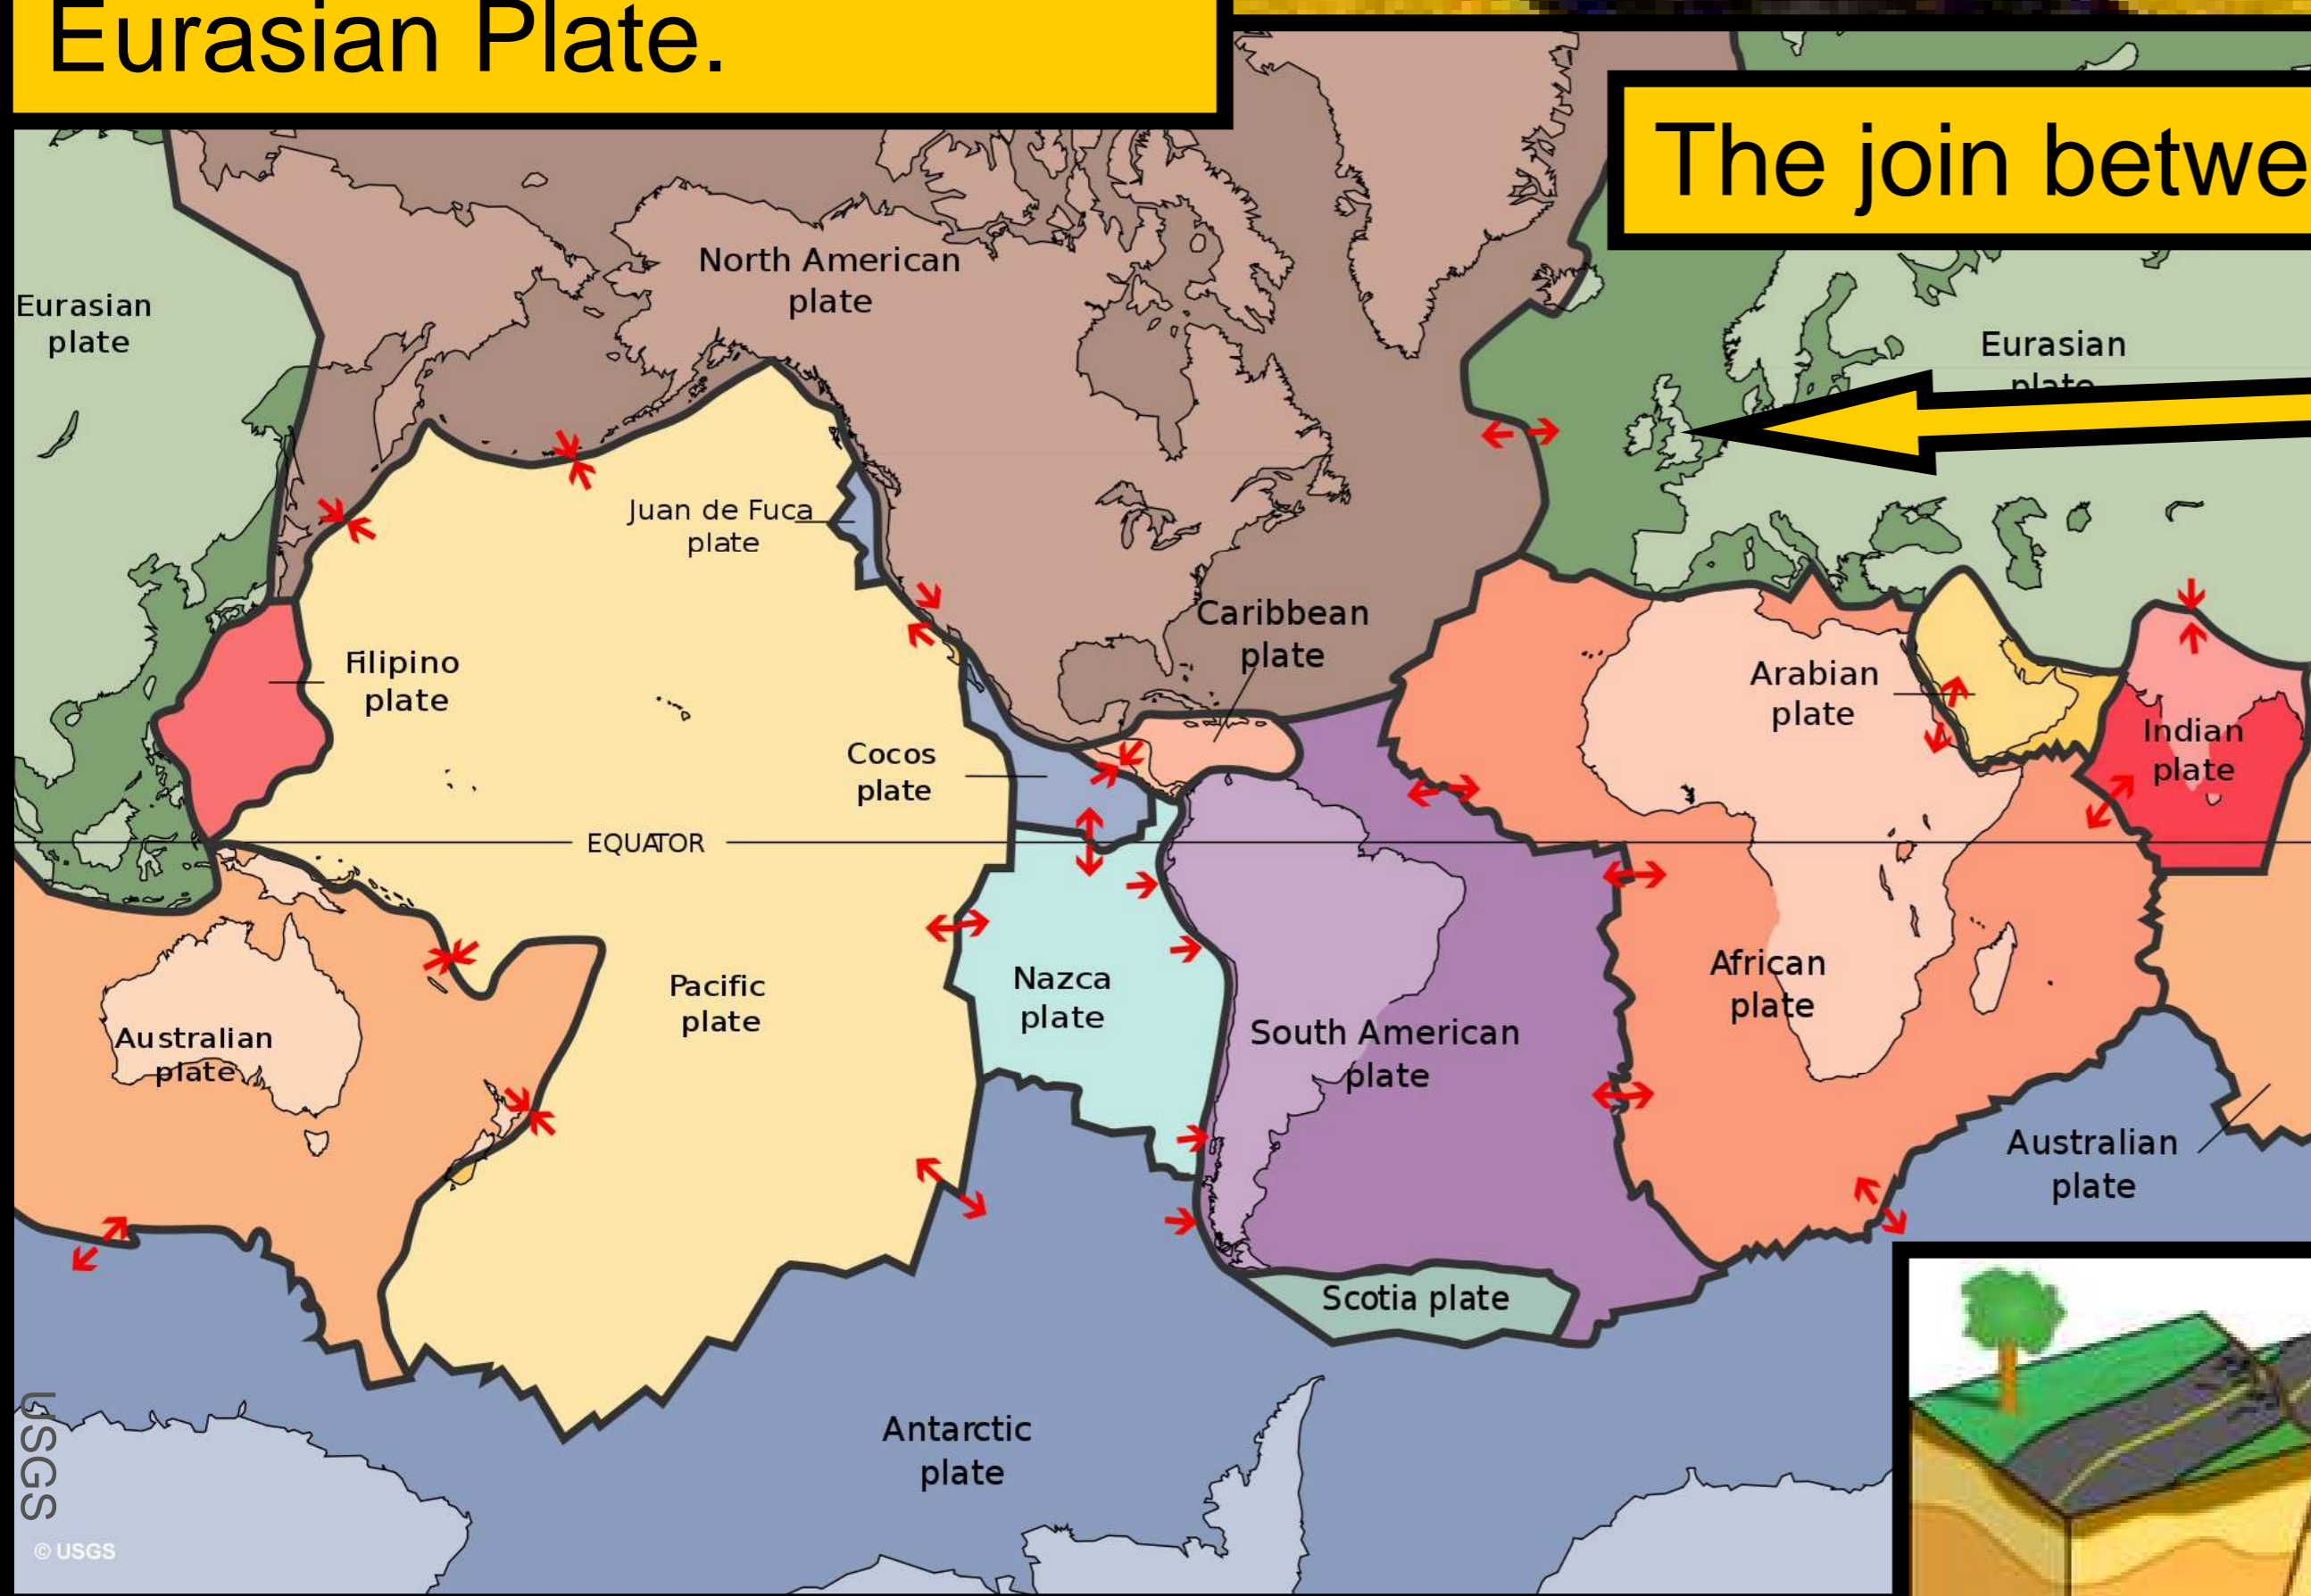 Eurasian Plate.
The join betwe
North American
plate
Eurasian
plate
Eurasian
plate
Juan de Fuca
plate
Caribbean
plate
Filipino
plate
Arabian
plate
Indian
plate
Cocos
plate
EQUATOR
Nazca
plate
Pacific
plate
African
plate
South American
plate
Australian
plate
Australian
plate
Scotia plate
Antarctic
plate
USGS
© USGS